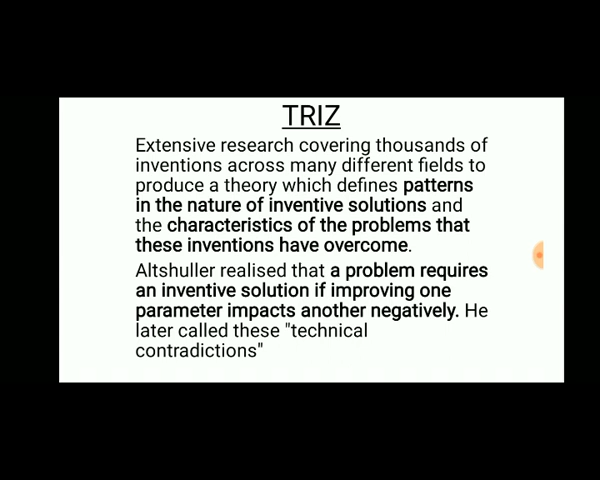 TRIZ
Extensive research covering thousands of
inventions across many different fields to
produce a theory which defines patterns
in the nature of inventive solutions and
the characteristics of the problems that
these inventions have overcome.
Altshuller realised that a problem requires
an inventive solution if improving one
parameter impacts another negatively. He
later called these "technical
contradictions"